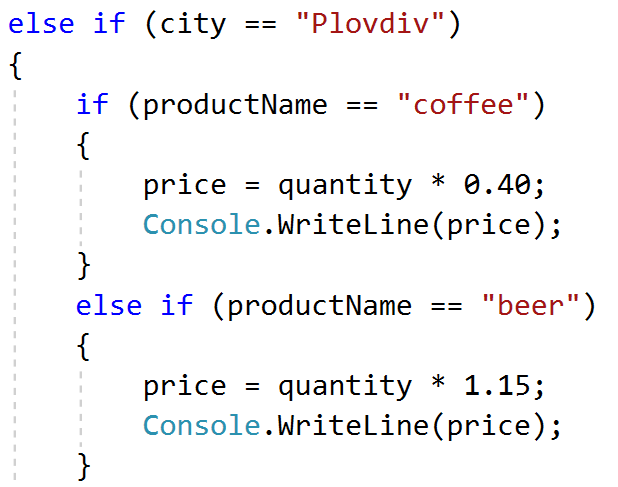 else if (city == "Plovdiv")
{
    if (productName == "coffee")
    {
        price = quantity * 0.40;
        Console.WriteLine(price);
    }
    else if (productName == "beer")
    {
        price = quantity * 1.15;
        Console.WriteLine(price);
    }